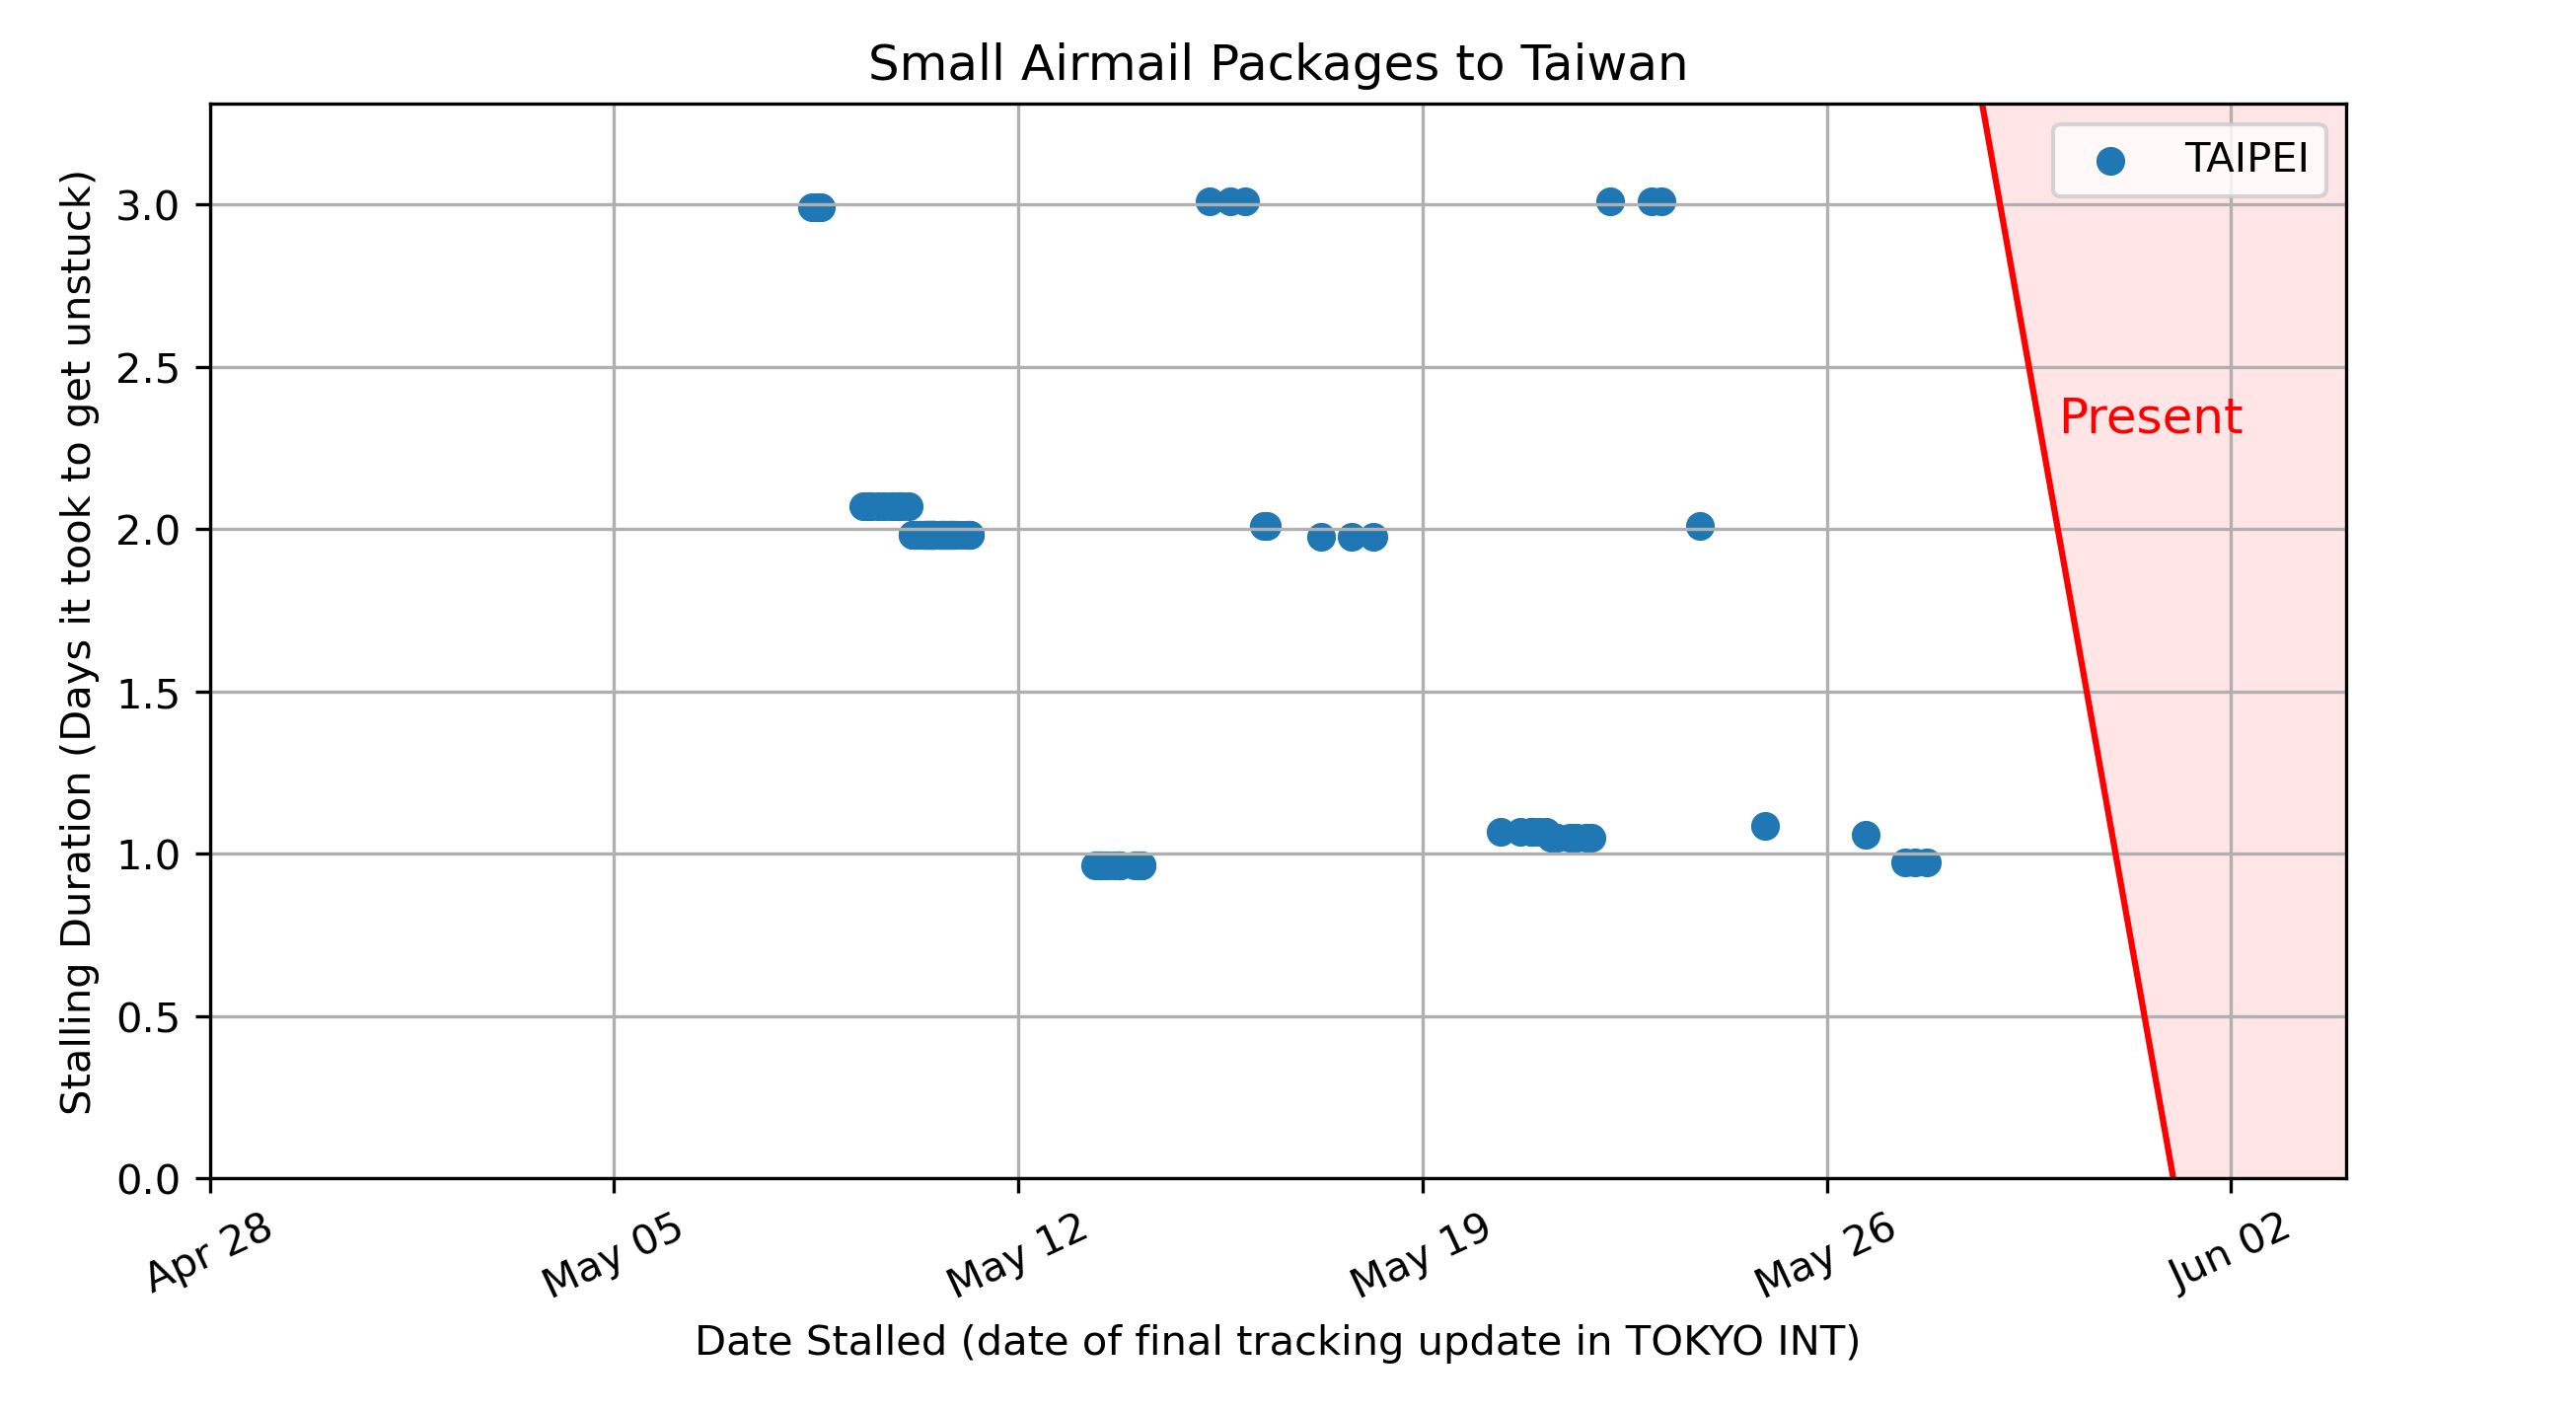 Small Airmail Packages to Taiwan
TAIPEI
Present
Stalling Duration (Days it took to get unstuck)
3.0
2.5
2.0
1.5
1.0
0.5
0.0
Apr 28
May 05
May 12
May 19
May 26
Jun 02
Date Stalled (date of final tracking update in TOKYO INT)